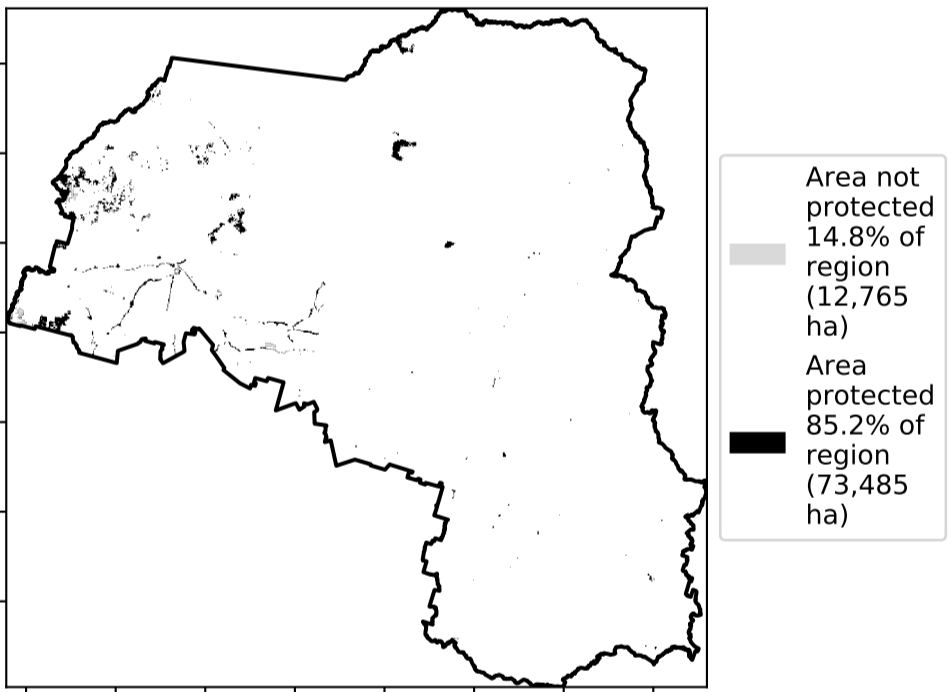 Area not
protected
14.8% of
region
(12,765
ha)
Area
protected
85.2% of
region
(73,485
ha)